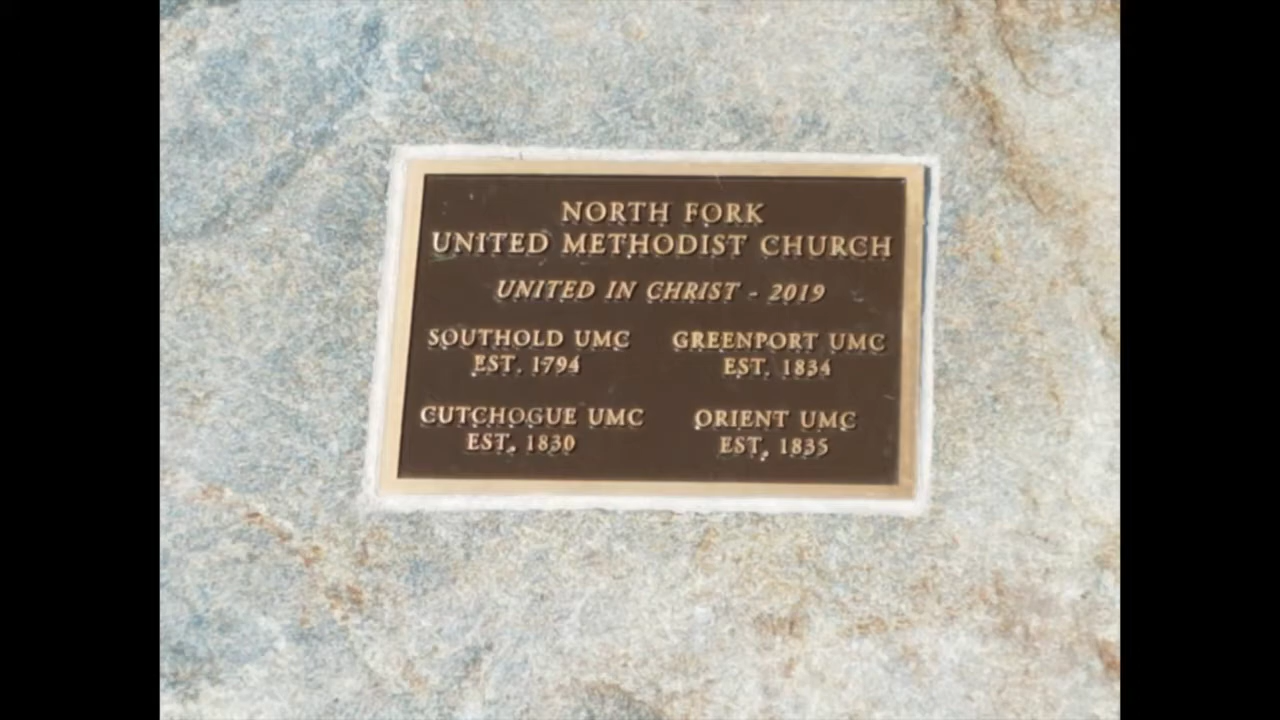 NORTH FORK
UNITED METHODIST CHURCH
UNITED IN CHRIST - 2019
SOUTHOLD UMC
EST. 1794
GREENPORT UMC
EST. 1834
CUTCHOGUE UMC
EST. 1830
ORIENT UMC
EST. 1835